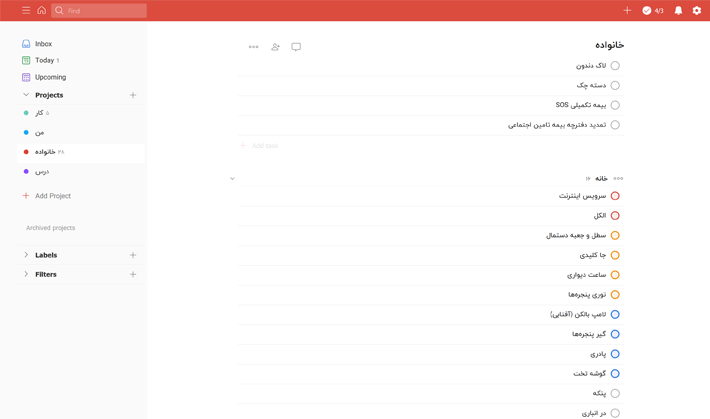 Find
4/3
Inbox
Today 1
Upcoming
Projects
کار ۵
من
خانواده ۳۸
درس
Add Project
Archived projects
Labels
Filters
خانواده
لاک دندون
دسته چک
بیمه تکمیلی SOS
تمدید دفترچه بیمه تامین اجتماعی
Add task
خانه ۱۶
سرویس اینترنت
الکل
سطل و جعبه دستمال
جا کلیدی
ساعت دیواری
توری پنجره‌ها
لامپ بالکن (آفتابی)
گیر پنجره‌ها
پادری
گوشه تخت
پنکه
در انباری